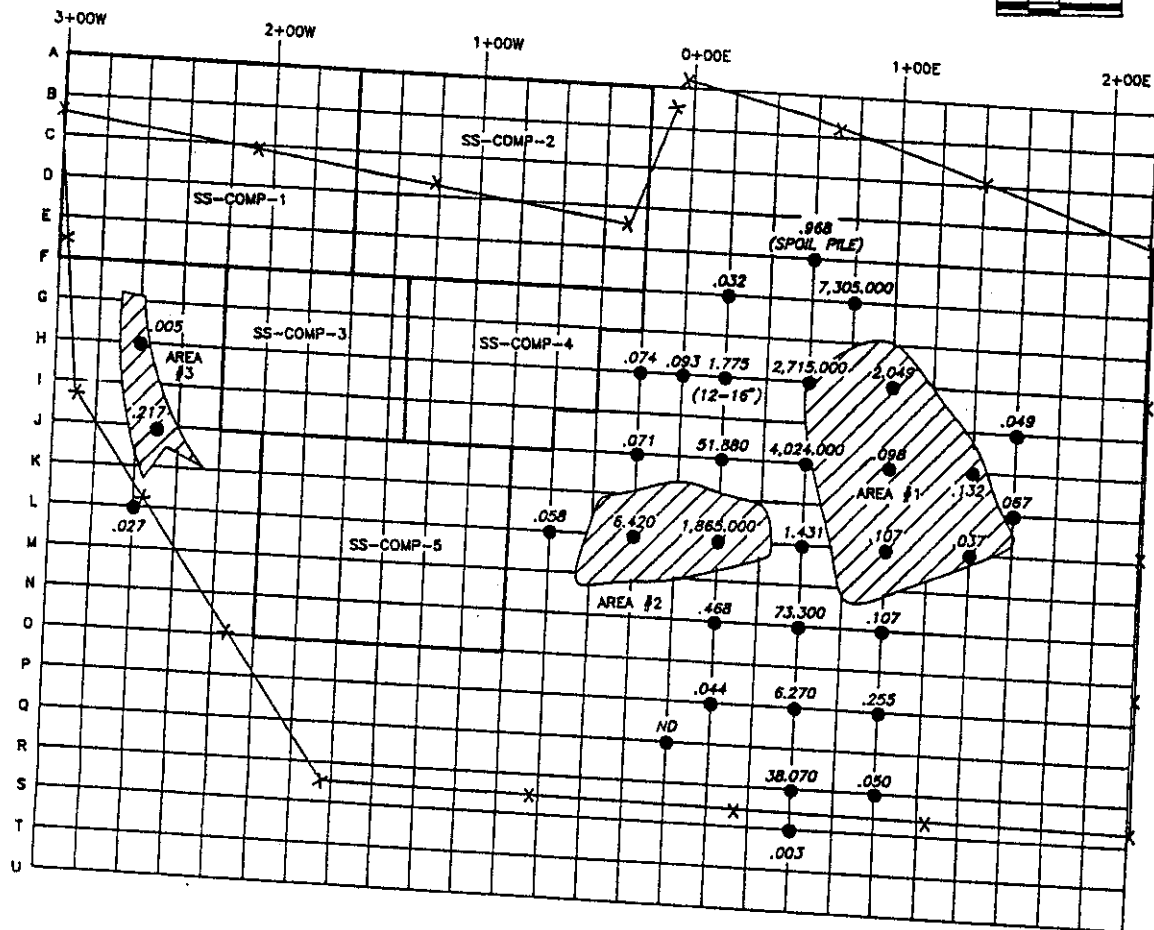 3+00W
2+00W
1+00W
0+00E
1+00E
2+00E
A
B
C
SS-COMP-2
D
SS-COMP-1
E
.968
(SPOIL PILE)
F
G
.032
7,305.000
H
.005
SS-COMP-3
SS-COMP-4
AREA
#3
I
.074
.093
1.775
(12-16")
2,715.000
2,049
J
.217
.049
K
.071
51.880
4,024.000
.098
.132
AREA #1
L
.027
.058
6.420
1,865.000
1.431
.107
.037
.067
M
SS-COMP-5
N
AREA #2
O
.468
73.300
.107
P
Q
.044
6.270
.255
R
ND
S
38.070
.050
T
.003
U